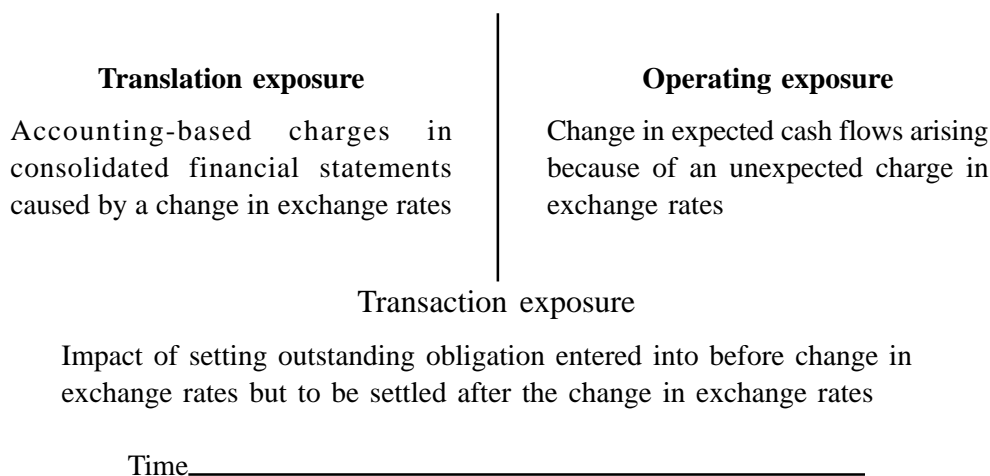 Translation exposure
Accounting-based charges in
consolidated financial statements
caused by a change in exchange rates
Operating exposure
Change in expected cash flows arising
because of an unexpected charge in
exchange rates
Transaction exposure
Impact of setting outstanding obligation entered into before change in
exchange rates but to be settled after the change in exchange rates
Time